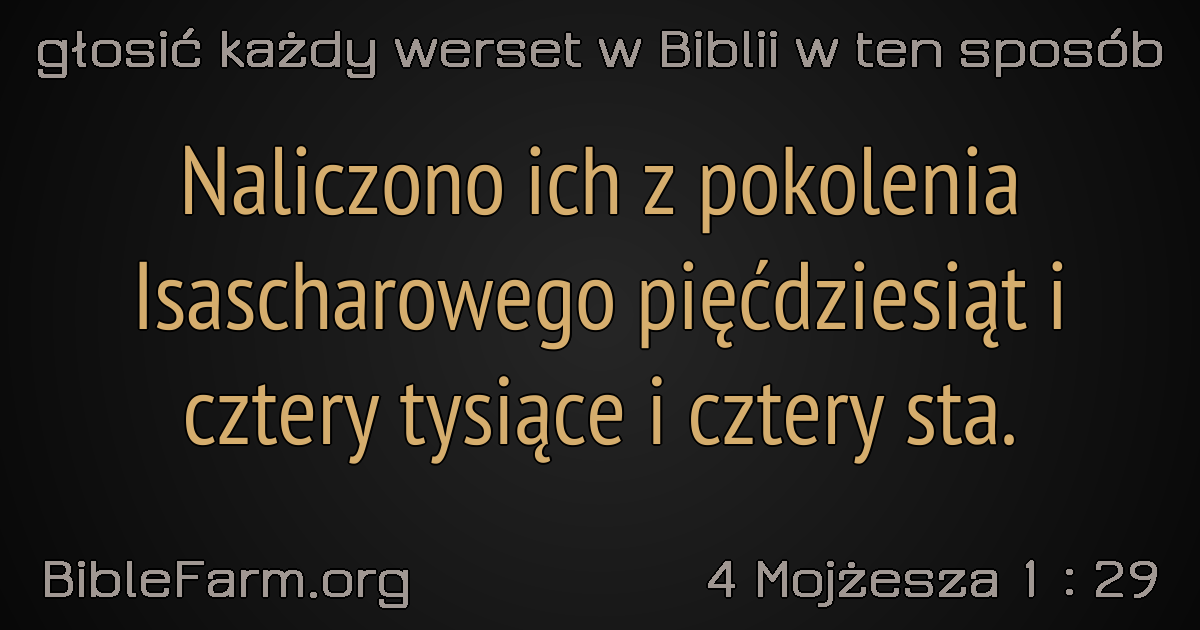 głosić każdy werset w Biblii w ten sposób
Naliczono ich z pokolenia
Isascharowego pięćdziesiąt i
cztery tysiące i cztery sta.
BibleFarm.org
4 Mojżesza 1 : 29